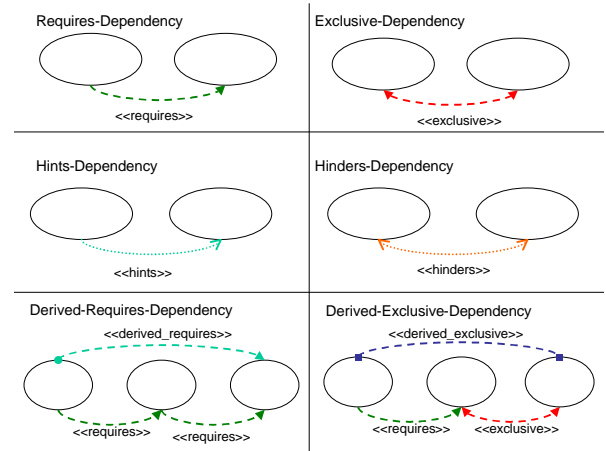 Requires-Dependency
<<requires>>
Exclusive-Dependency
<<exclusive>>
Hints-Dependency
<<hints>>
Hinders-Dependency
<<hinders>>
Derived-Requires-Dependency
<<derived_requires>>
<<requires>>
<<requires>>
Derived-Exclusive-Dependency
<<derived_exclusive>>
<<requires>>
<<exclusive>>